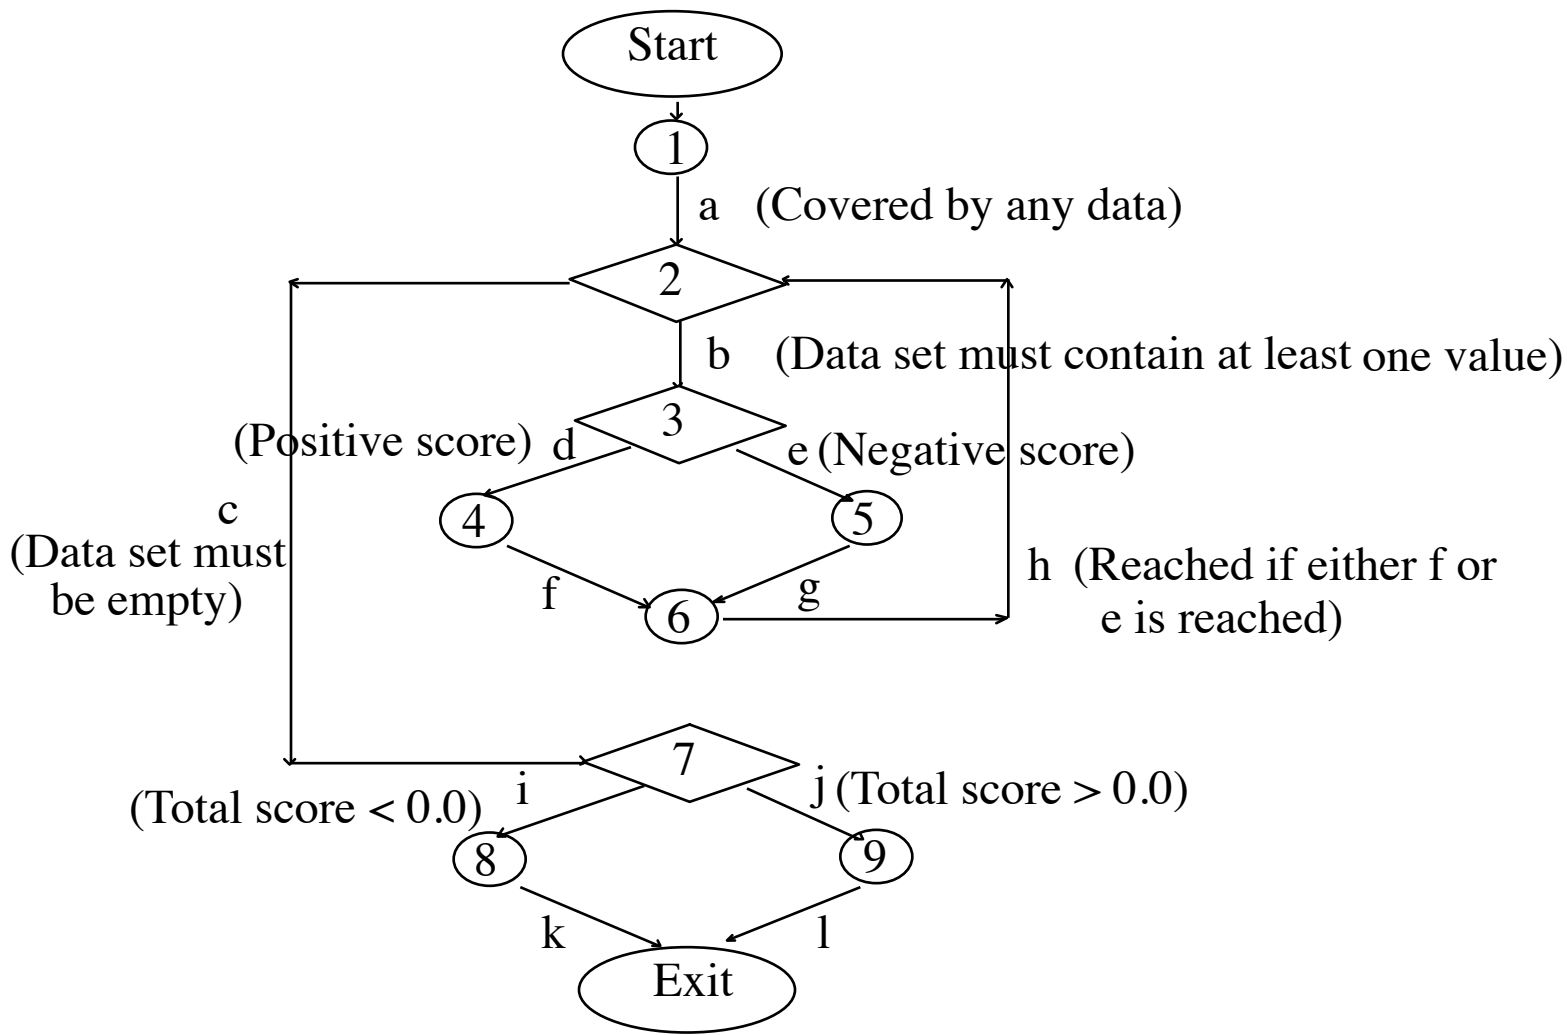 Start
1
a (Covered by any data)
2
b (Data set must contain at least one value)
3
(Positive score) d
e (Negative score)
c
4
5
(Data set must
be empty)
f
g
h (Reached if either f or
e is reached)
6
7
i
j (Total score > 0.0)
(Total score < 0.0)
8
9
k
l
Exit